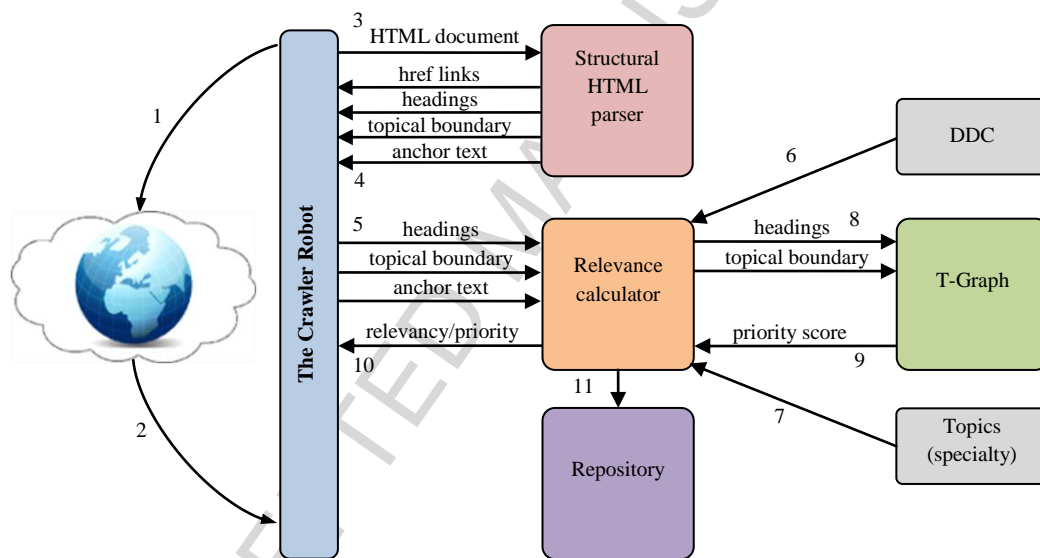 3
HTML document
href links
headings
topical boundary
anchor text
4
Structural
HTML
parser
1
2
The Crawler Robot
5
headings
topical boundary
anchor text
relevancy/priority
10
Relevance
calculator
6
DDC
8
headings
topical boundary
T-Graph
priority score
9
7
Topics
(specialty)
11
Repository